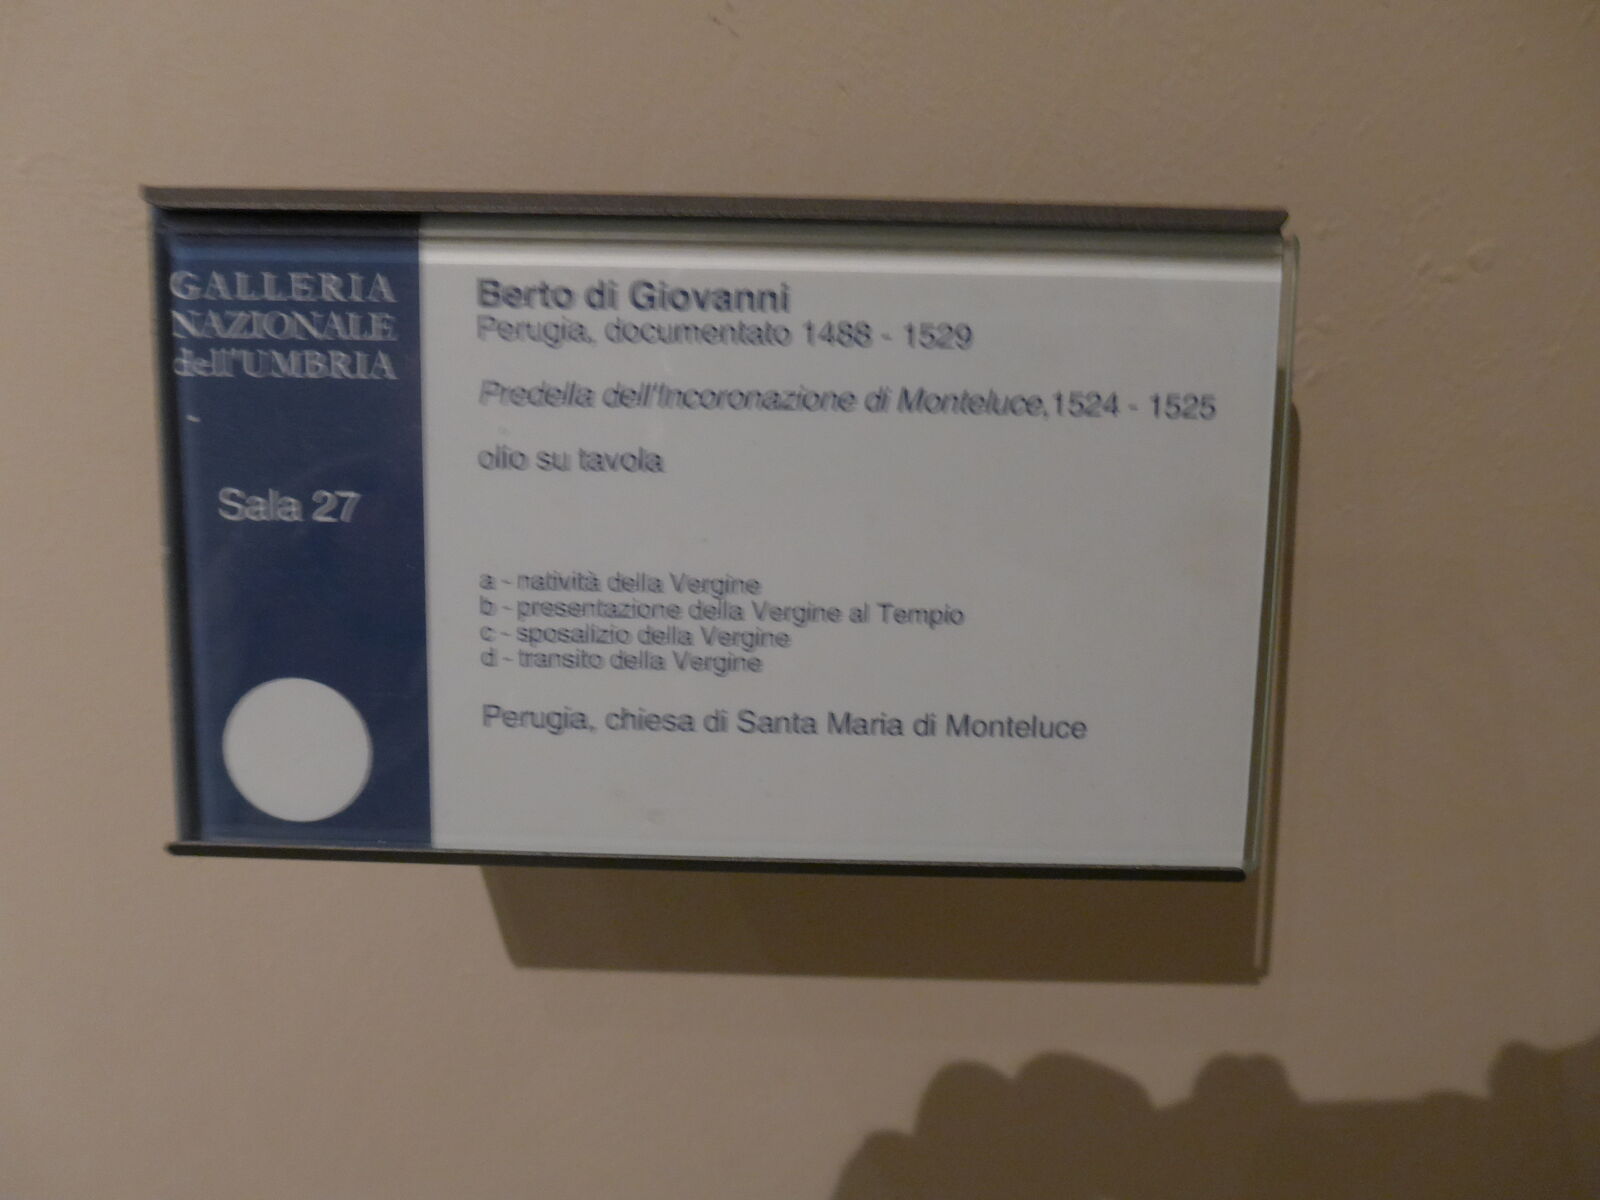 GALLERIA
NAZIONALE
dell'UMBRIA
Sala 27
Berto di Giovanni
Perugia, documentato 1488 - 1529
Predella dell'Incoronazione di Monteluce,1524 - 1525
olio su tavola
a - natività della Vergine
b - presentazione della Vergine al Tempio
c - sposalizio della Vergine
d - transito della Vergine
Perugia, chiesa di Santa Maria di Monteluce